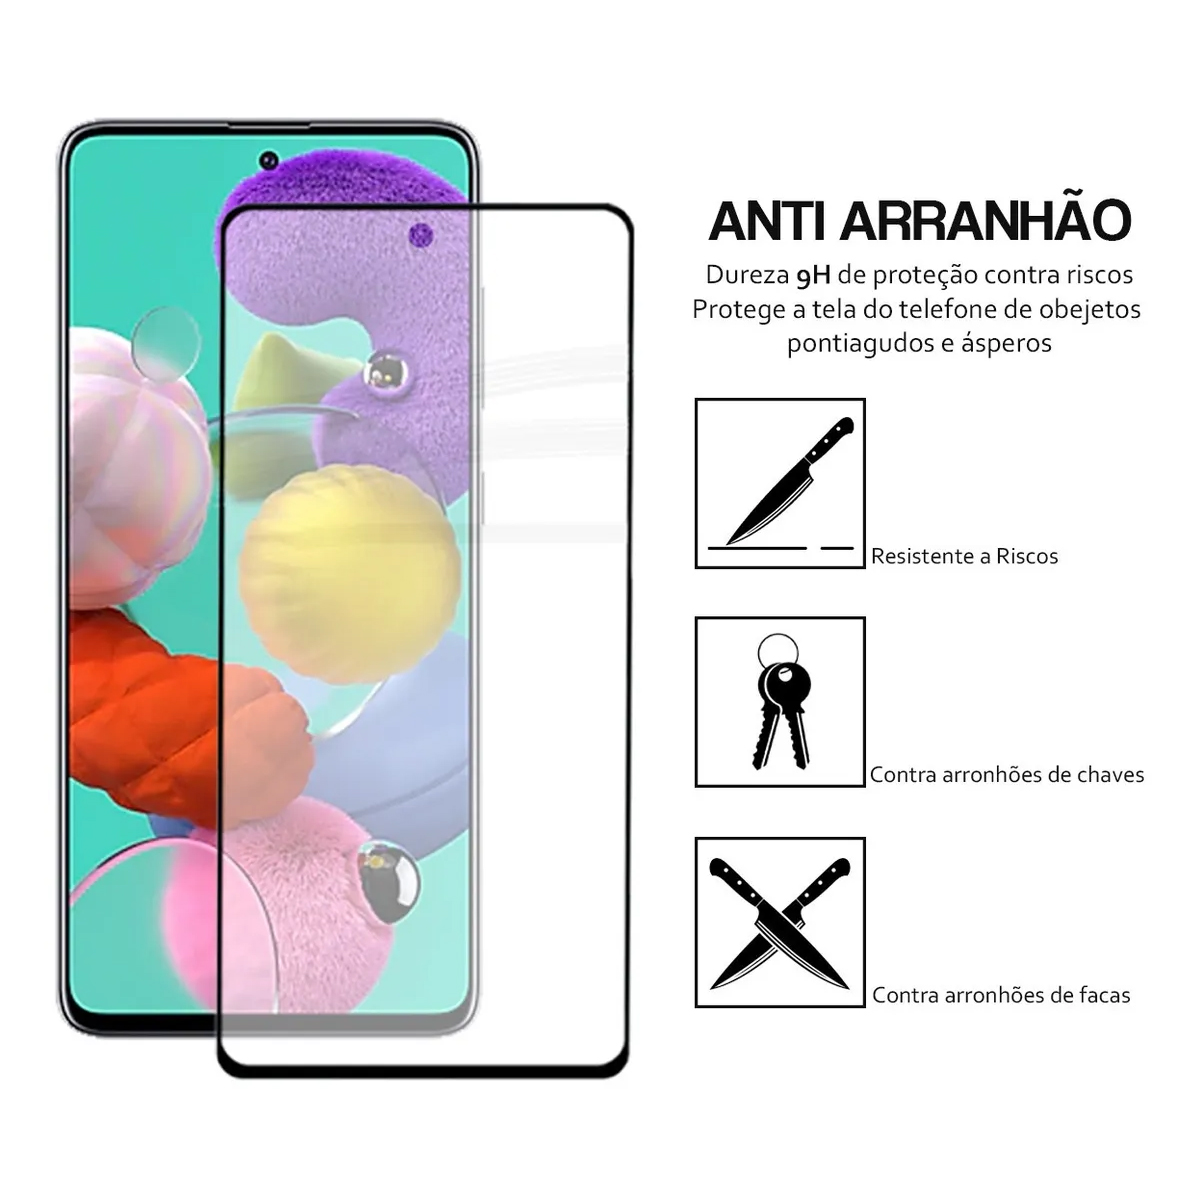 ANTI ARRANHÃO
Dureza 9H de proteção contra riscos
Protege a tela do telefone de obejetos
pontiagudos e ásperos
Resistente a Riscos
Contra arronhões de chaves
Contra arronhões de facas